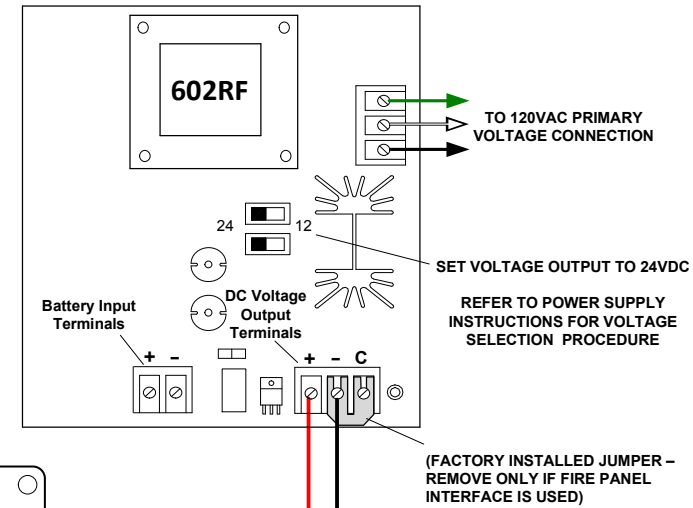 602RF
TO 120VAC PRIMARY
VOLTAGE CONNECTION
24
12
SET VOLTAGE OUTPUT TO 24VDC
REFER TO POWER SUPPLY
INSTRUCTIONS FOR VOLTAGE
SELECTION PROCEDURE
Battery Input
Terminals
+ –
DC Voltage
Output
Terminals
+ – C
(FACTORY INSTALLED JUMPER –
REMOVE ONLY IF FIRE PANEL
INTERFACE IS USED)